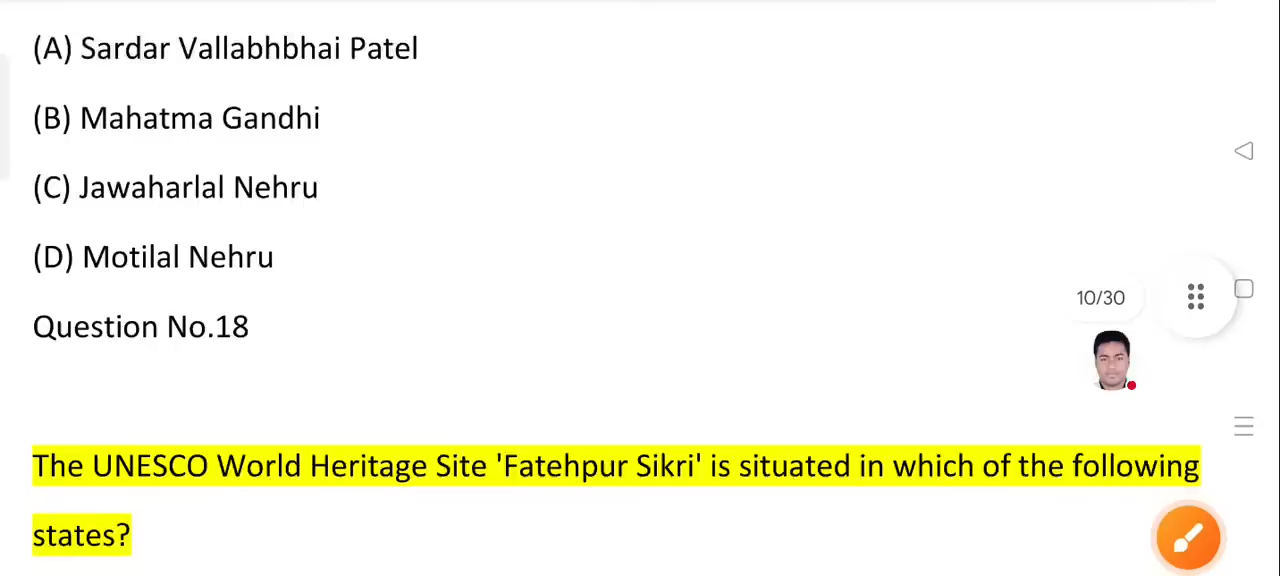 (A) Sardar Vallabhbhai Patel
(B) Mahatma Gandhi
(C) Jawaharlal Nehru
(D) Motilal Nehru
10/30
Question No.18
The UNESCO World Heritage Site 'Fatehpur Sikri' is situated in which of the following
states?